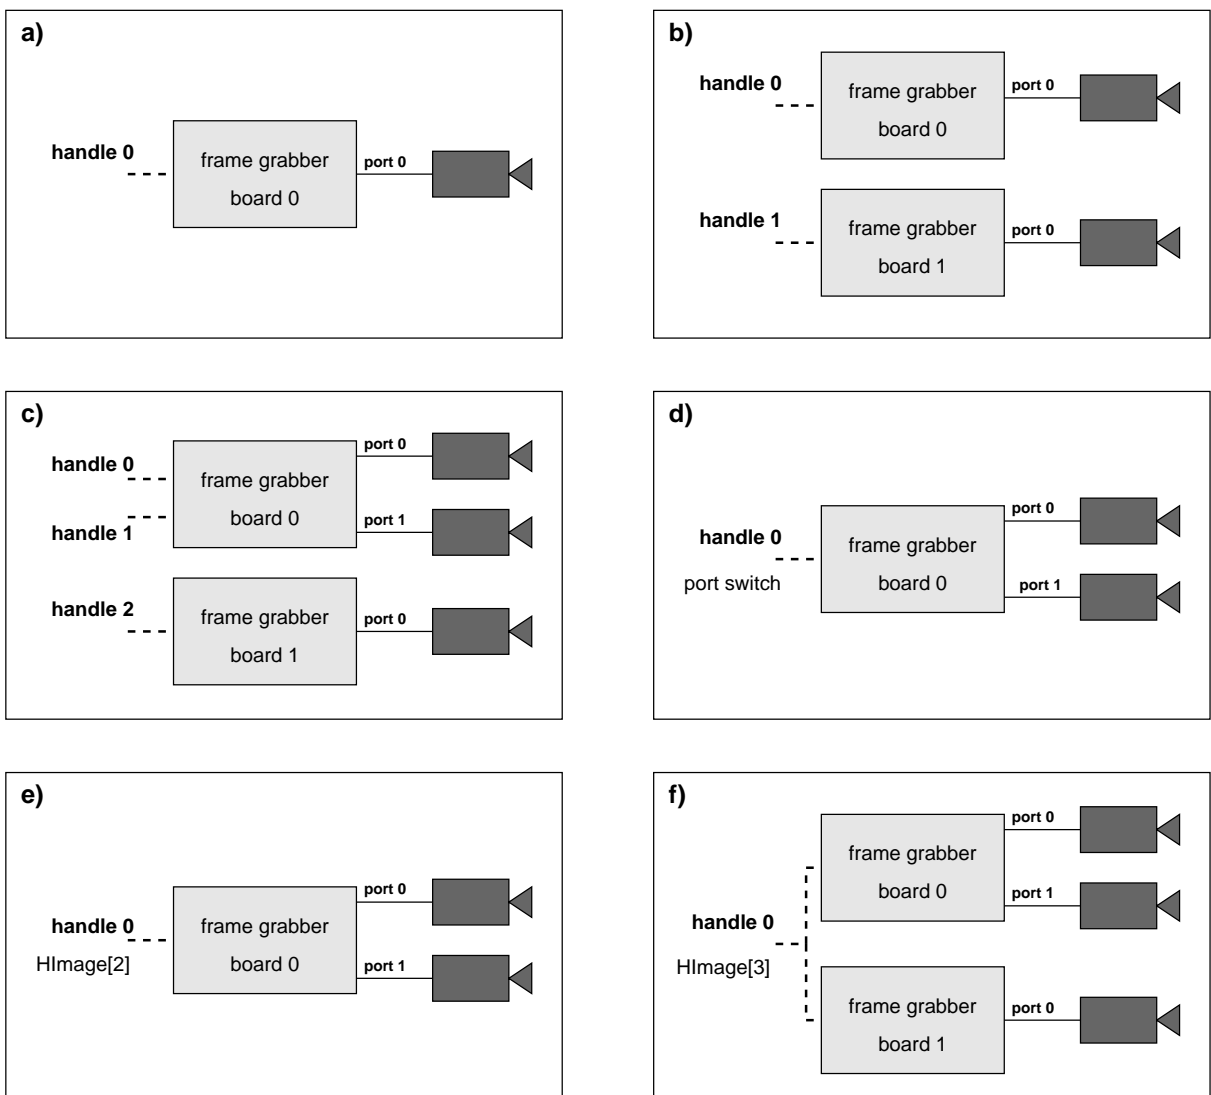 a)
handle 0
frame grabber
board 0
port 0
b)
handle 0
frame grabber
board 0
port 0
handle 1
frame grabber
board 1
port 0
c)
handle 0
handle 1
frame grabber
board 0
port 0
port 1
handle 2
frame grabber
board 1
port 0
d)
handle 0
port switch
frame grabber
board 0
port 0
port 1
e)
handle 0
HImage[2]
frame grabber
board 0
port 0
port 1
f)
handle 0
HImage[3]
frame grabber
board 0
port 0
port 1
frame grabber
board 1
port 0